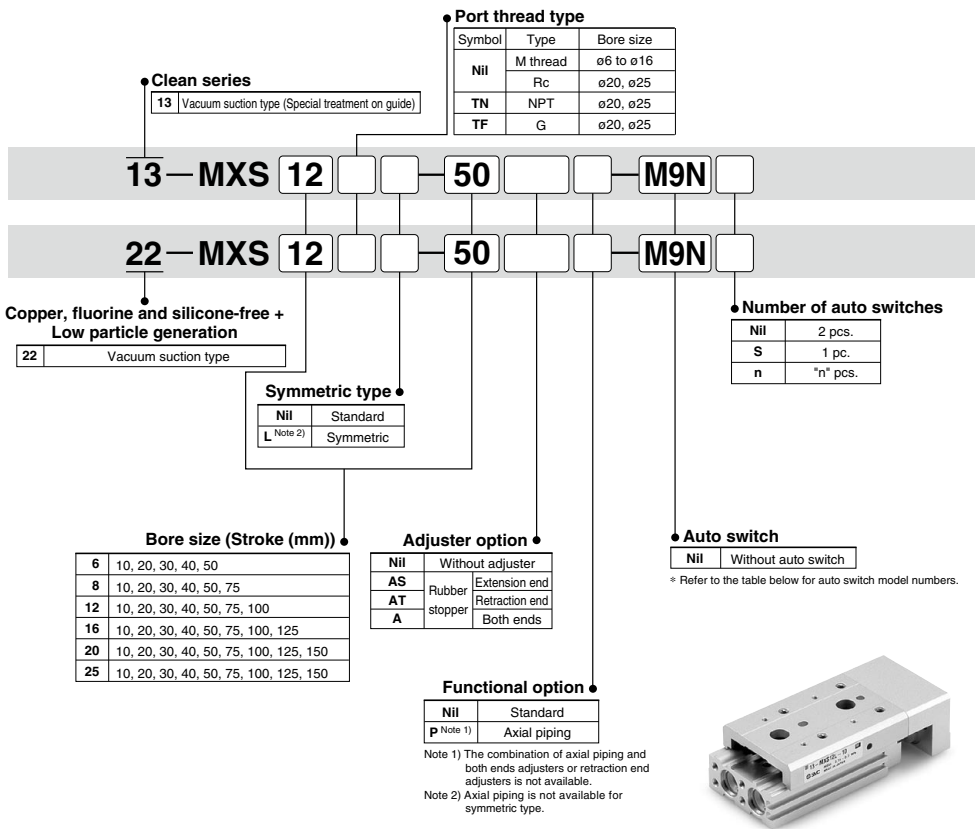 Port thread type
Symbol Type Bore size
Nil M thread ø6 to ø16
Rc ø20, ø25
TN NPT ø20, ø25
TF G ø20, ø25
Clean series
13 Vacuum suction type (Special treatment on guide)
13 — MXS 12 — 50 — M9N
22 — MXS 12 — 50 — M9N
Copper, fluorine and silicone-free +
Low particle generation
22 Vacuum suction type
Number of auto switches
Nil 2 pcs.
S 1 pc.
n "n" pcs.
Symmetric type
Nil Standard
L Note 2) Symmetric
Bore size (Stroke (mm))
6 10, 20, 30, 40, 50
8 10, 20, 30, 40, 50, 75
12 10, 20, 30, 40, 50, 75, 100
16 10, 20, 30, 40, 50, 75, 100, 125
20 10, 20, 30, 40, 50, 75, 100, 125, 150
25 10, 20, 30, 40, 50, 75, 100, 125, 150
Adjuster option
Nil Without adjuster
AS Rubber stopper Extension end
AT Retraction end
A Both ends
Auto switch
Nil Without auto switch
* Refer to the table below for auto switch model numbers.
Functional option
Nil Standard
P Note 1) Axial piping
Note 1) The combination of axial piping and
both ends adjusters or retraction end
adjusters is not available.
Note 2) Axial piping is not available for
symmetric type.